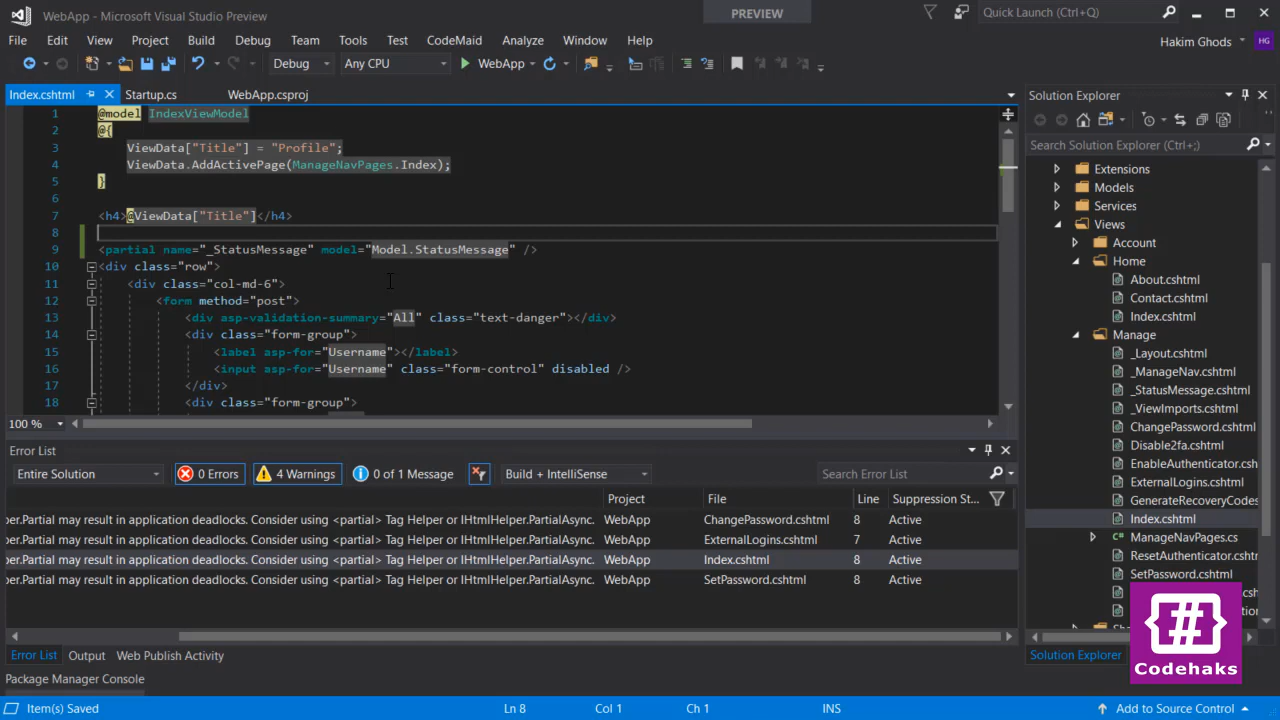 WebApp - Microsoft Visual Studio Preview
PREVIEW
Quick Launch (Ctrl+Q)
File Edit View Project Build Debug Team Tools Test CodeMaid Analyze Window Help
Hakim Ghods HG
Debug Any CPU WebApp
Index.cshtml Startup.cs WebApp.csproj
1 @model IndexViewModel
2 @{
3 ViewData["Title"] = "Profile";
4 ViewData.AddActivePage(ManageNavPages.Index);
5 }
6
7 <h4>@ViewData["Title"]</h4>
8
9 <partial name="_StatusMessage" model="Model.StatusMessage" />
10 <div class="row">
11 <div class="col-md-6">
12 <form method="post">
13 <div asp-validation-summary="All" class="text-danger"></div>
14 <div class="form-group">
15 <label asp-for="Username"></label>
16 <input asp-for="Username" class="form-control" disabled />
17 </div>
18 <div class="form-group">
100 %
Solution Explorer
Search Solution Explorer (Ctrl+;)
Extensions
Models
Services
Views
Account
Home
About.cshtml
Contact.cshtml
Index.cshtml
Manage
_Layout.cshtml
_ManageNav.cshtml
_StatusMessage.cshtml
_ViewImports.cshtml
ChangePassword.cshtml
Disable2fa.cshtml
EnableAuthenticator.csh
ExternalLogins.cshtml
GenerateRecoveryCodes
Index.cshtml
C# ManageNavPages.cs
ResetAuthenticator.cshtm
SetPassword.cshtml
Solution Explorer
{#}
Codehaks
Error List
Entire Solution 0 Errors 4 Warnings 0 of 1 Message Build + IntelliSense Search Error List
Project File Line Suppression St...
per.Partial may result in application deadlocks. Consider using <partial> Tag Helper or IHtmlHelper.PartialAsync. WebApp ChangePassword.cshtml 8 Active
per.Partial may result in application deadlocks. Consider using <partial> Tag Helper or IHtmlHelper.PartialAsync. WebApp ExternalLogins.cshtml 7 Active
per.Partial may result in application deadlocks. Consider using <partial> Tag Helper or IHtmlHelper.PartialAsync. WebApp Index.cshtml 8 Active
per.Partial may result in application deadlocks. Consider using <partial> Tag Helper or IHtmlHelper.PartialAsync. WebApp SetPassword.cshtml 8 Active
Error List Output Web Publish Activity
Package Manager Console
Item(s) Saved Ln 8 Col 1 Ch 1 INS Add to Source Control